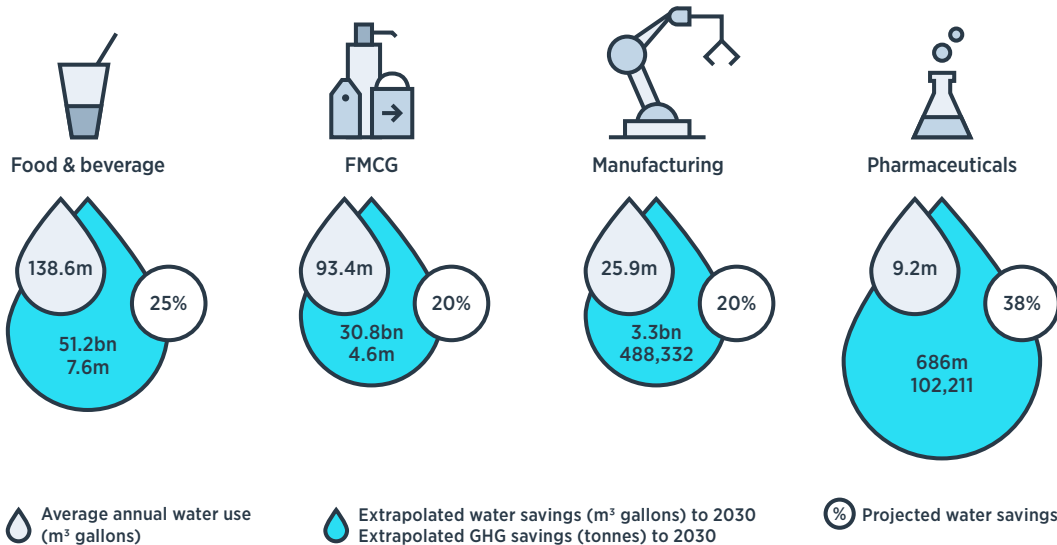 Food & beverage
138.6m
25%
51.2bn
7.6m
FMCG
93.4m
20%
30.8bn
4.6m
Manufacturing
25.9m
20%
3.3bn
488,332
Pharmaceuticals
9.2m
38%
686m
102,211
Average annual water use
(m³ gallons)
Extrapolated water savings (m³ gallons) to 2030
Extrapolated GHG savings (tonnes) to 2030
% Projected water savings